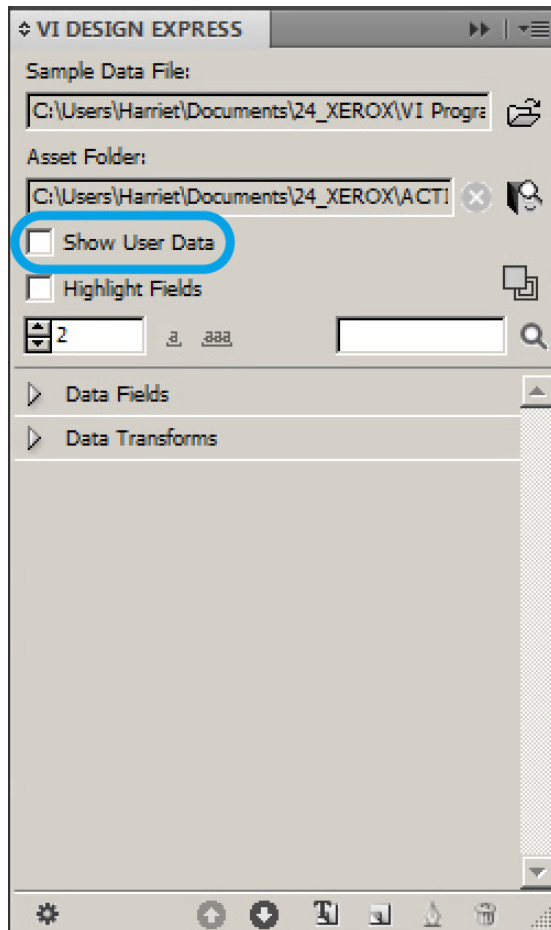 VI DESIGN EXPRESS
Sample Data File:
C:\Users\Harriet\Documents\24_XEROX\VI Progra
Asset Folder:
C:\Users\Harriet\Documents\24_XEROX\ACTI
Show User Data
Highlight Fields
2 a aaa
Data Fields
Data Transforms
T